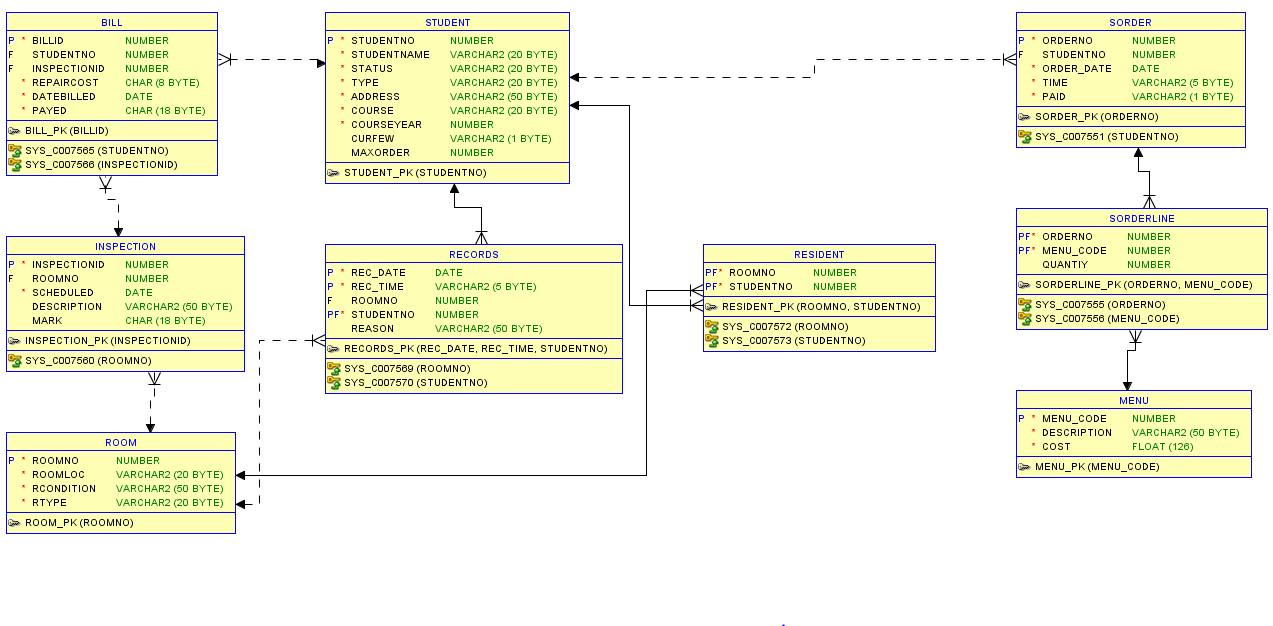 BILL
P * BILLID NUMBER
F STUDENTNO NUMBER
F INSPECTIONID NUMBER
* REPAIRCOST CHAR (8 BYTE)
* DATEBILLED DATE
* PAYED CHAR (18 BYTE)
BILL_PK (BILLID)
SYS_C007565 (STUDENTNO)
SYS_C007566 (INSPECTIONID)
STUDENT
P * STUDENTNO NUMBER
* STUDENTNAME VARCHAR2 (20 BYTE)
* STATUS VARCHAR2 (20 BYTE)
* TYPE VARCHAR2 (20 BYTE)
* ADDRESS VARCHAR2 (50 BYTE)
* COURSE VARCHAR2 (20 BYTE)
* COURSEYEAR NUMBER
CURFEW VARCHAR2 (1 BYTE)
MAXORDER NUMBER
STUDENT_PK (STUDENTNO)
SORDER
P * ORDERNO NUMBER
F STUDENTNO NUMBER
* ORDER_DATE DATE
* TIME VARCHAR2 (5 BYTE)
* PAID VARCHAR2 (1 BYTE)
SORDER_PK (ORDERNO)
SYS_C007551 (STUDENTNO)
INSPECTION
P * INSPECTIONID NUMBER
F ROOMNO NUMBER
* SCHEDULED DATE
DESCRIPTION VARCHAR2 (50 BYTE)
MARK CHAR (18 BYTE)
INSPECTION_PK (INSPECTIONID)
SYS_C007560 (ROOMNO)
RECORDS
P * REC_DATE DATE
P * REC_TIME VARCHAR2 (5 BYTE)
F ROOMNO NUMBER
PF* STUDENTNO NUMBER
REASON VARCHAR2 (50 BYTE)
RECORDS_PK (REC_DATE, REC_TIME, STUDENTNO)
SYS_C007569 (ROOMNO)
SYS_C007570 (STUDENTNO)
RESIDENT
PF* ROOMNO NUMBER
PF* STUDENTNO NUMBER
RESIDENT_PK (ROOMNO, STUDENTNO)
SYS_C007572 (ROOMNO)
SYS_C007573 (STUDENTNO)
SORDERLINE
PF* ORDERNO NUMBER
PF* MENU_CODE NUMBER
QUANTIY NUMBER
SORDERLINE_PK (ORDERNO, MENU_CODE)
SYS_C007555 (ORDERNO)
SYS_C007556 (MENU_CODE)
ROOM
P * ROOMNO NUMBER
* ROOMLOC VARCHAR2 (20 BYTE)
* RCONDITION VARCHAR2 (50 BYTE)
* RTYPE VARCHAR2 (20 BYTE)
ROOM_PK (ROOMNO)
MENU
P * MENU_CODE NUMBER
* DESCRIPTION VARCHAR2 (50 BYTE)
* COST FLOAT (126)
MENU_PK (MENU_CODE)